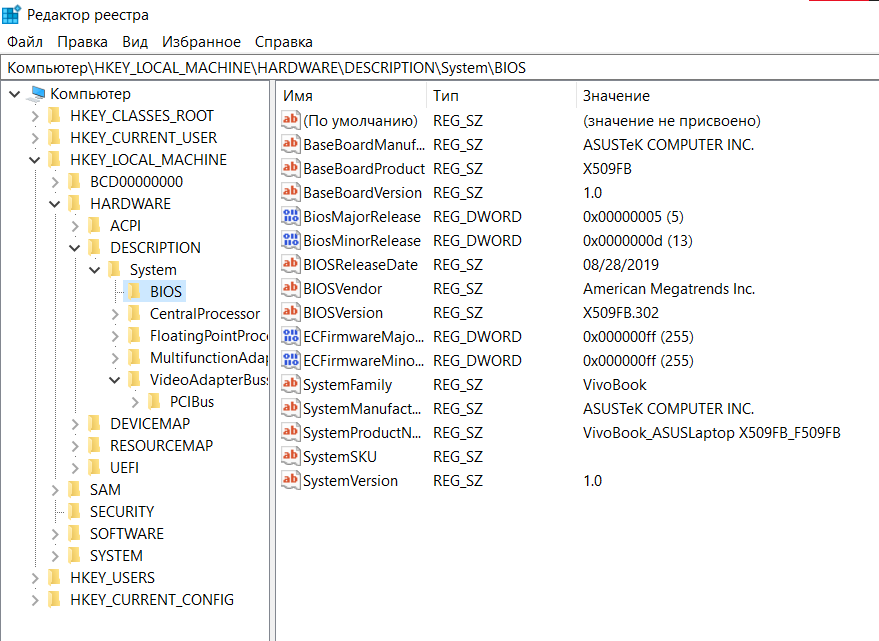 Редактор реестра
Файл Правка Вид Избранное Справка
Компьютер\HKEY_LOCAL_MACHINE\HARDWARE\DESCRIPTION\System\BIOS
Компьютер
HKEY_CLASSES_ROOT
HKEY_CURRENT_USER
HKEY_LOCAL_MACHINE
BCD00000000
HARDWARE
ACPI
DESCRIPTION
System
BIOS
CentralProcessor
FloatingPointProc
MultifunctionAdap
VideoAdapterBuss
PCIBus
DEVICEMAP
RESOURCEMAP
UEFI
SAM
SECURITY
SOFTWARE
SYSTEM
HKEY_USERS
HKEY_CURRENT_CONFIG
Имя Тип Значение
(По умолчанию) REG_SZ (значение не присвоено)
BaseBoardManuf... REG_SZ ASUSTeK COMPUTER INC.
BaseBoardProduct REG_SZ X509FB
BaseBoardVersion REG_SZ 1.0
BiosMajorRelease REG_DWORD 0x00000005 (5)
BiosMinorRelease REG_DWORD 0x0000000d (13)
BIOSReleaseDate REG_SZ 08/28/2019
BIOSVendor REG_SZ American Megatrends Inc.
BIOSVersion REG_SZ X509FB.302
ECFirmwareMajo... REG_DWORD 0x000000ff (255)
ECFirmwareMino... REG_DWORD 0x000000ff (255)
SystemFamily REG_SZ VivoBook
SystemManufact... REG_SZ ASUSTeK COMPUTER INC.
SystemProductN... REG_SZ VivoBook_ASUSLaptop X509FB_F509FB
SystemSKU REG_SZ
SystemVersion REG_SZ 1.0